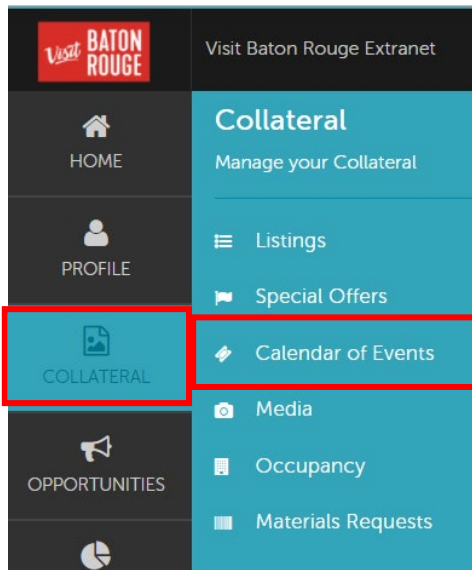 Visit BATON
ROUGE
Visit Baton Rouge Extranet
HOME
PROFILE
COLLATERAL
OPPORTUNITIES
Collateral
Manage your Collateral
Listings
Special Offers
Calendar of Events
Media
Occupancy
Materials Requests